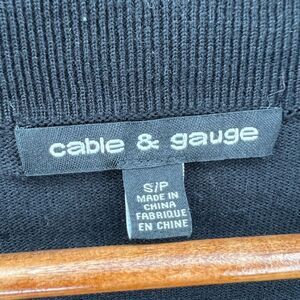 cable & gauge
S/P
MADE IN
CHINA
FABRIQUE
EN CHINE